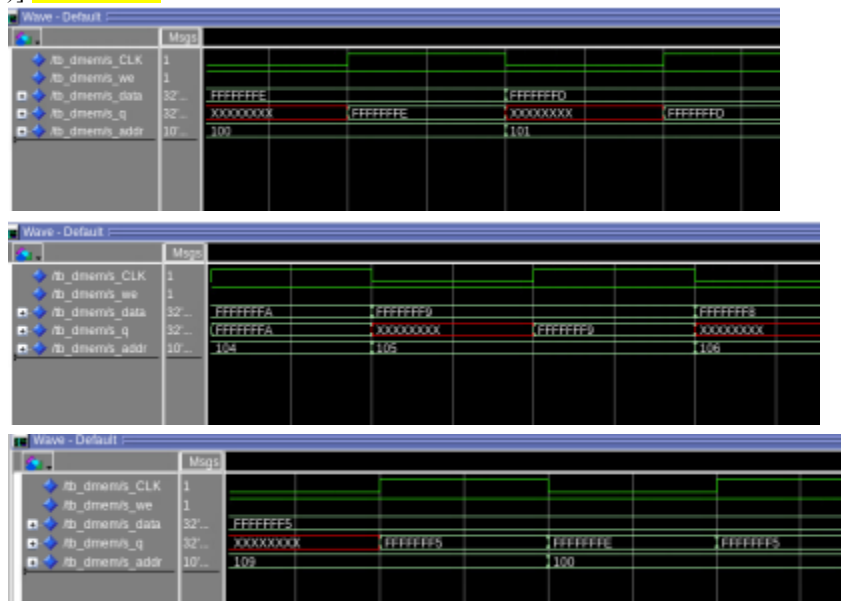 Wave - Default
Msgs
/tb_dmem/s_CLK 1
/tb_dmem/s_we 1
/tb_dmem/s_data 32'... FFFFFFFE FFFFFFFD
/tb_dmem/s_q 32'... XXXXXXXX FFFFFFFE XXXXXXXX FFFFFFFD
/tb_dmem/s_addr 10'... 100 101
Wave - Default
Msgs
/tb_dmem/s_CLK 1
/tb_dmem/s_we 1
/tb_dmem/s_data 32'... FFFFFFFA FFFFFFF9 FFFFFFF8
/tb_dmem/s_q 32'... FFFFFFFA XXXXXXXX FFFFFFF9 XXXXXXXX
/tb_dmem/s_addr 10'... 104 105 106
Wave - Default
Msgs
/tb_dmem/s_CLK 1
/tb_dmem/s_we 1
/tb_dmem/s_data 32'... FFFFFFF5
/tb_dmem/s_q 32'... XXXXXXXX FFFFFFF5 FFFFFFFE FFFFFFF5
/tb_dmem/s_addr 10'... 109 100